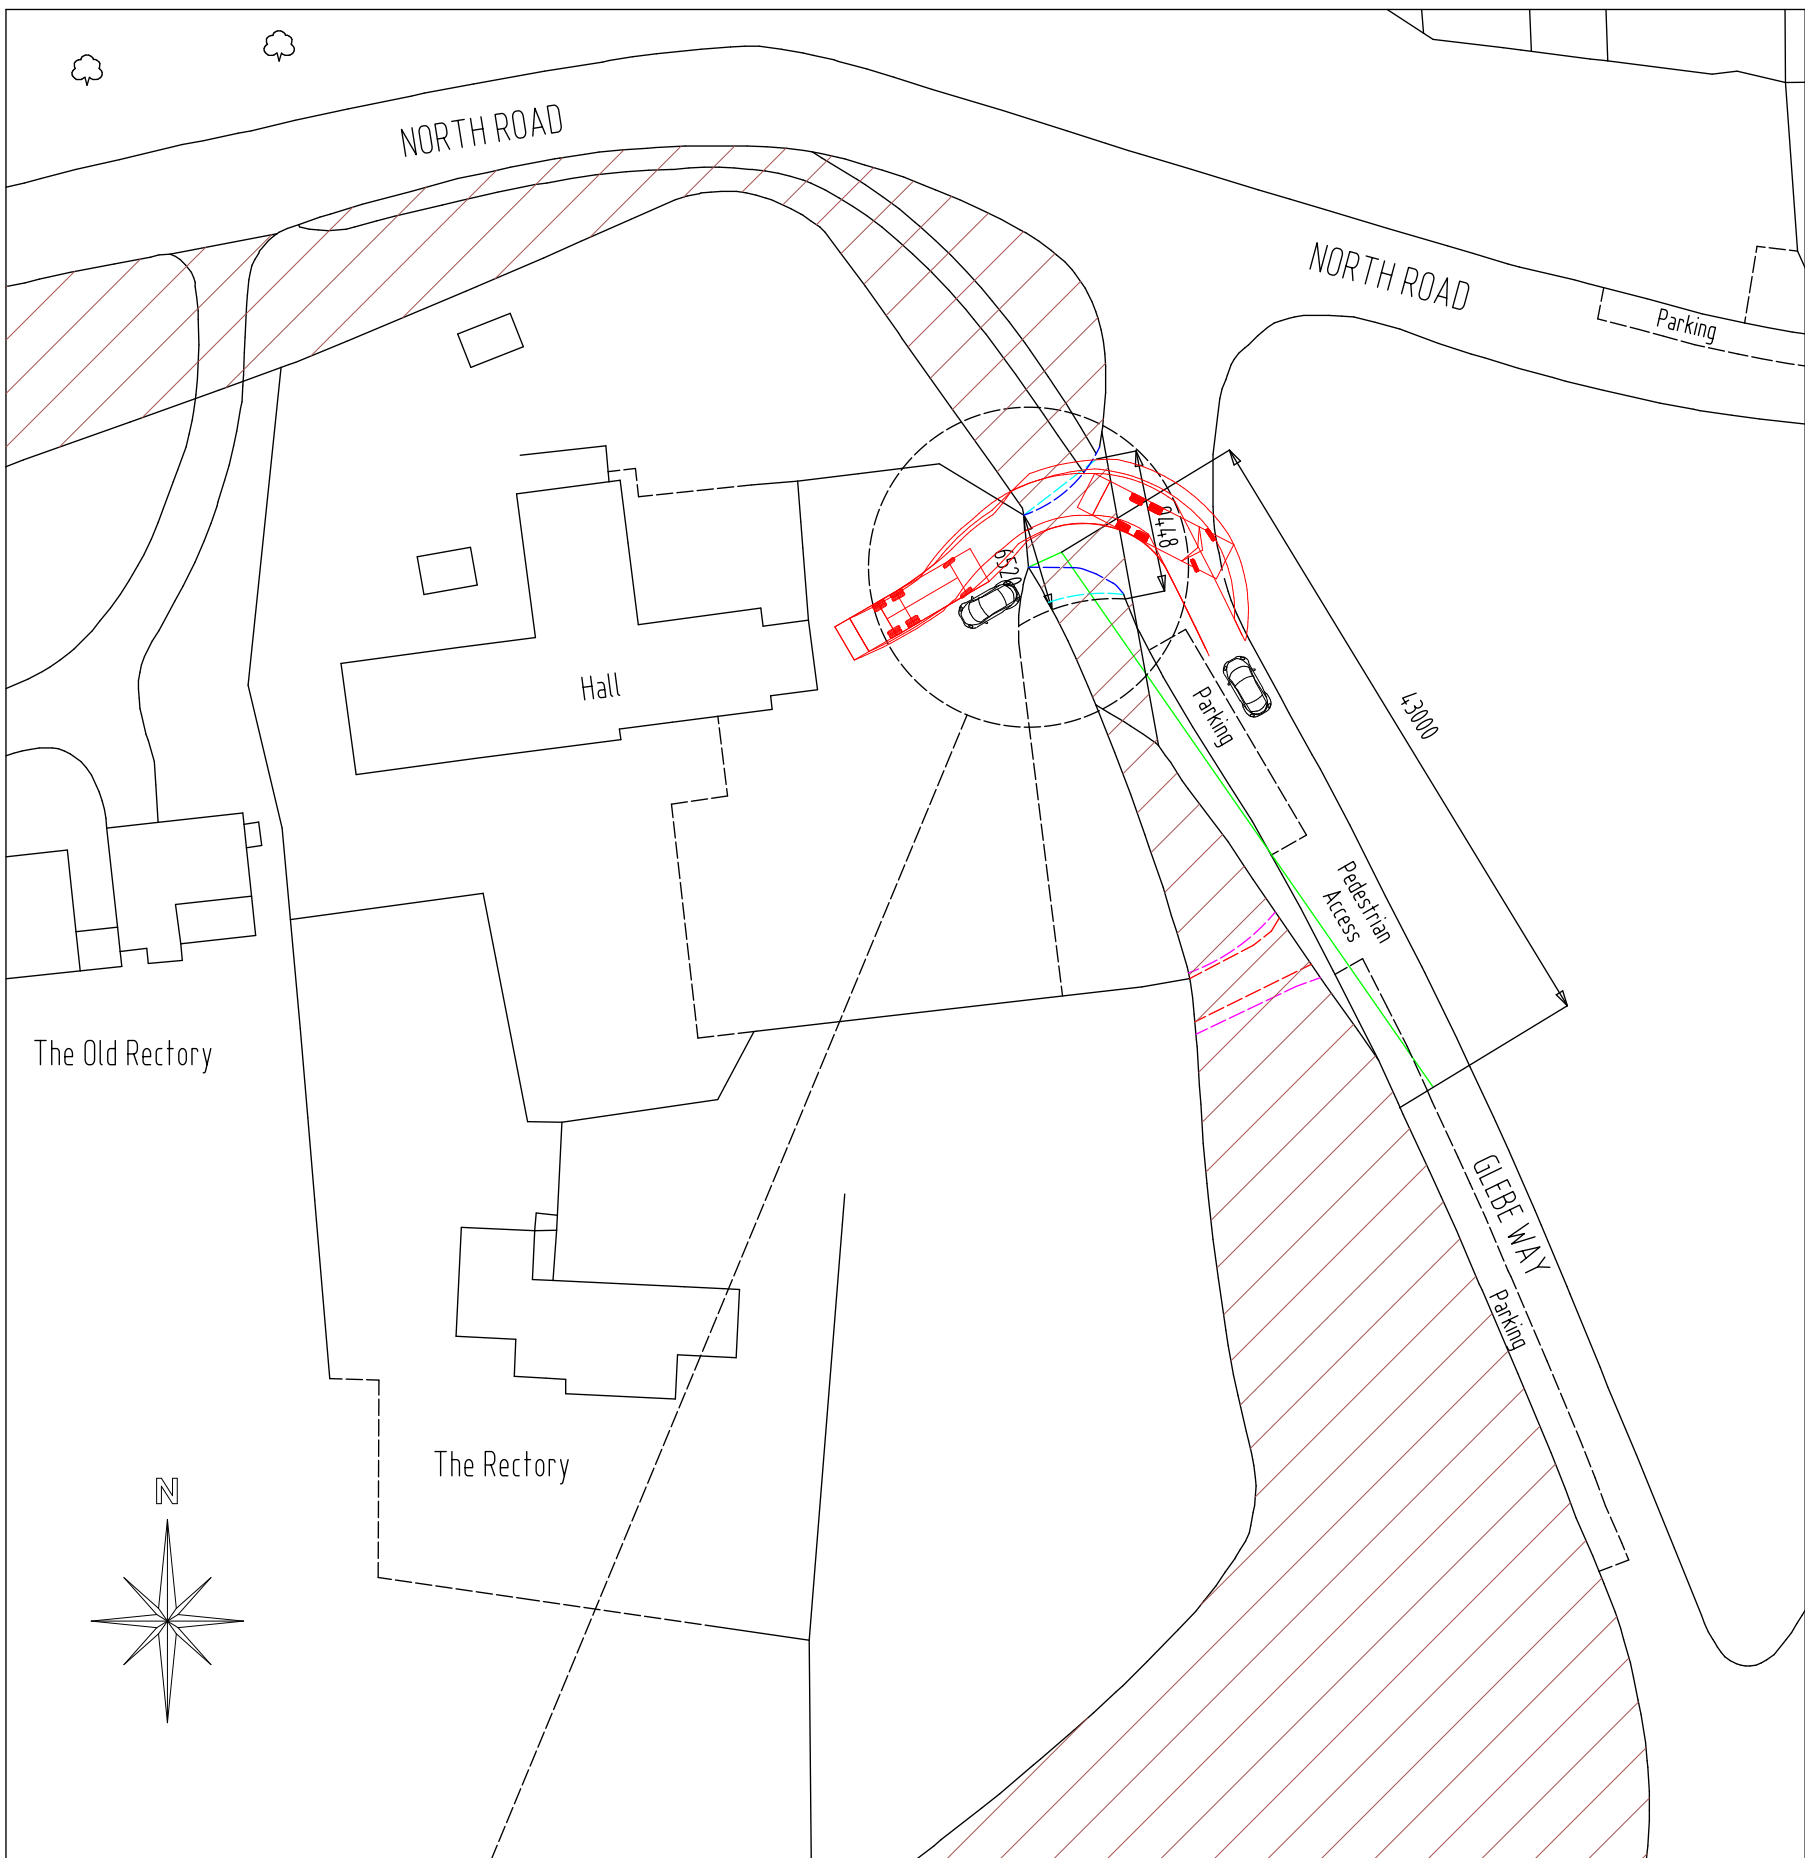 NORTH ROAD
NORTH ROAD
Parking
9448
6520
Hall
Parking
43000
Pedestrian
Access
The Old Rectory
GLEBE WAY
Parking
The Rectory
N